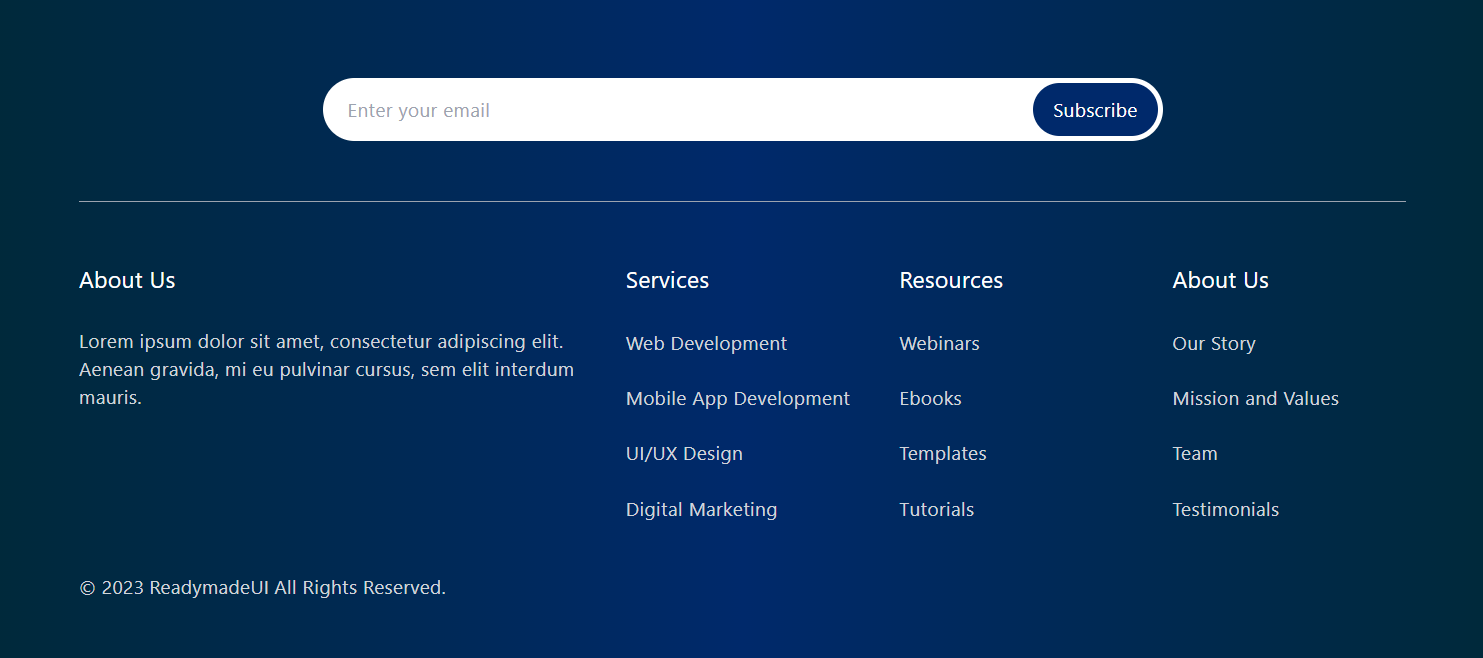 Enter your email
Subscribe
About Us
Lorem ipsum dolor sit amet, consectetur adipiscing elit.
Aenean gravida, mi eu pulvinar cursus, sem elit interdum
mauris.
Services
Web Development
Mobile App Development
UI/UX Design
Digital Marketing
Resources
Webinars
Ebooks
Templates
Tutorials
About Us
Our Story
Mission and Values
Team
Testimonials
© 2023 ReadymadeUI All Rights Reserved.